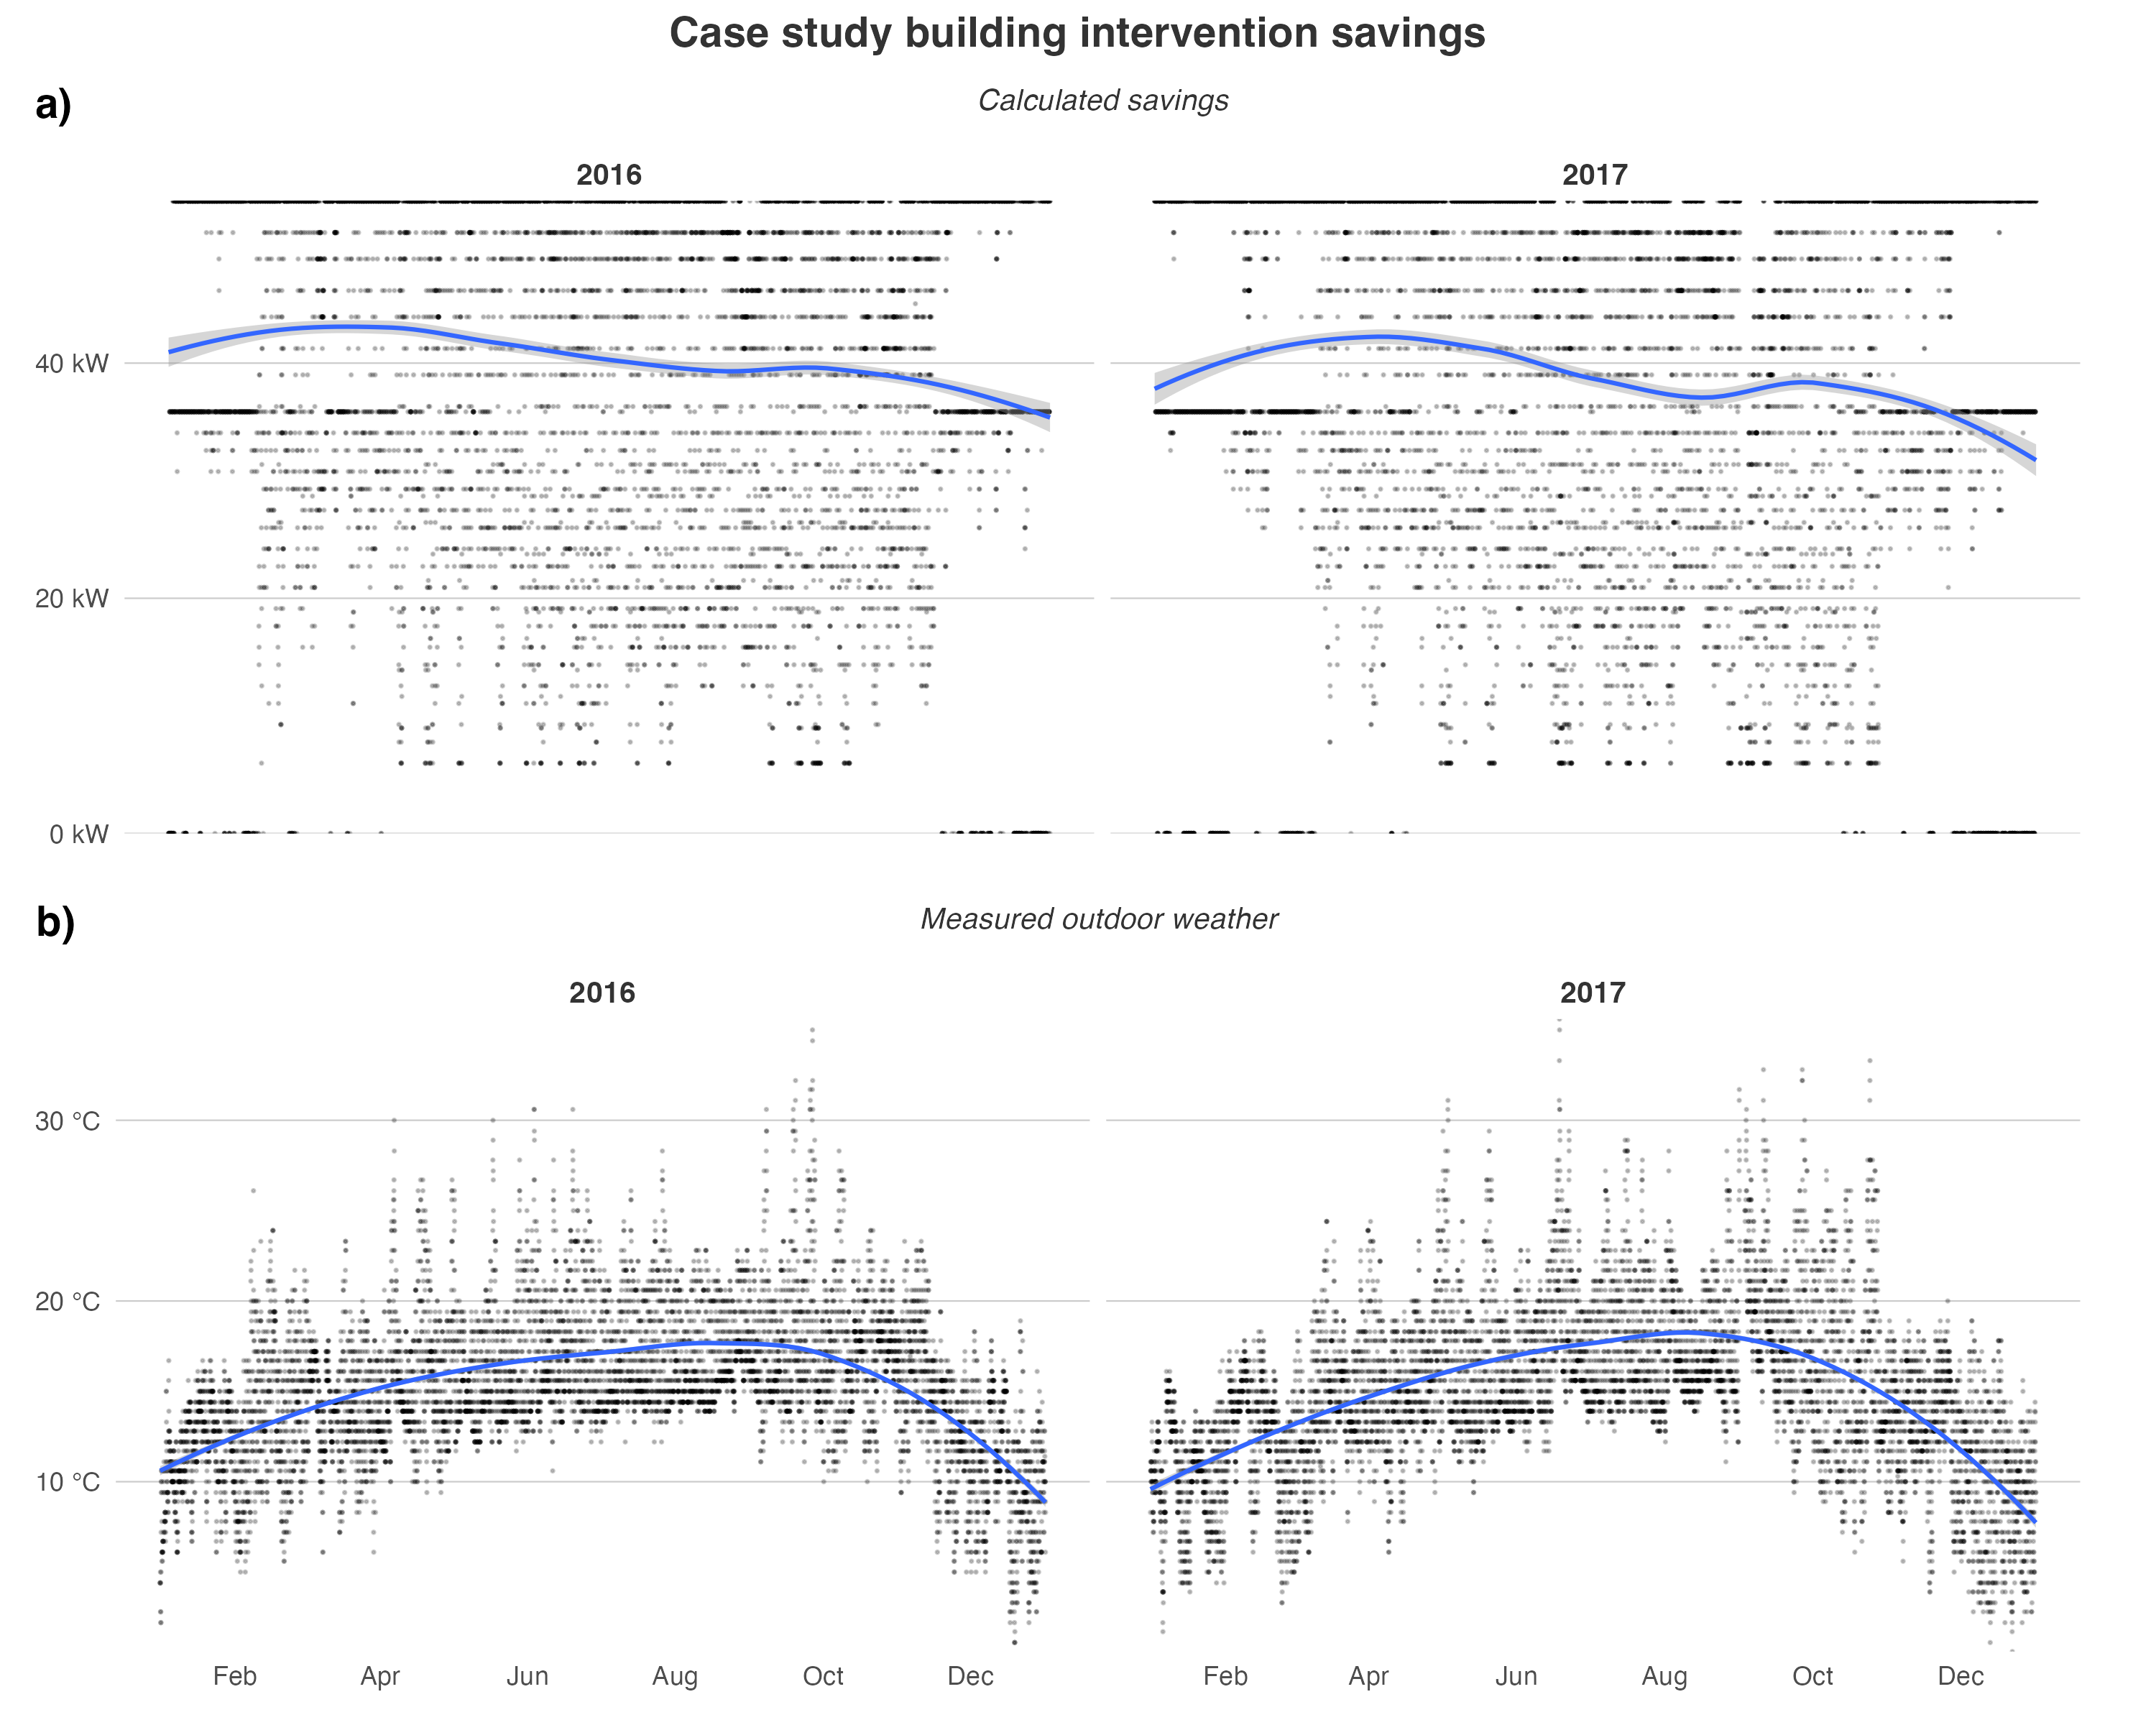 Case study building intervention savings
a)
Calculated savings
2016 2017
40 kW
20 kW
0 kW
b)
Measured outdoor weather
2016 2017
30 °C
20 °C
10 °C
Feb Apr Jun Aug Oct Dec Feb Apr Jun Aug Oct Dec